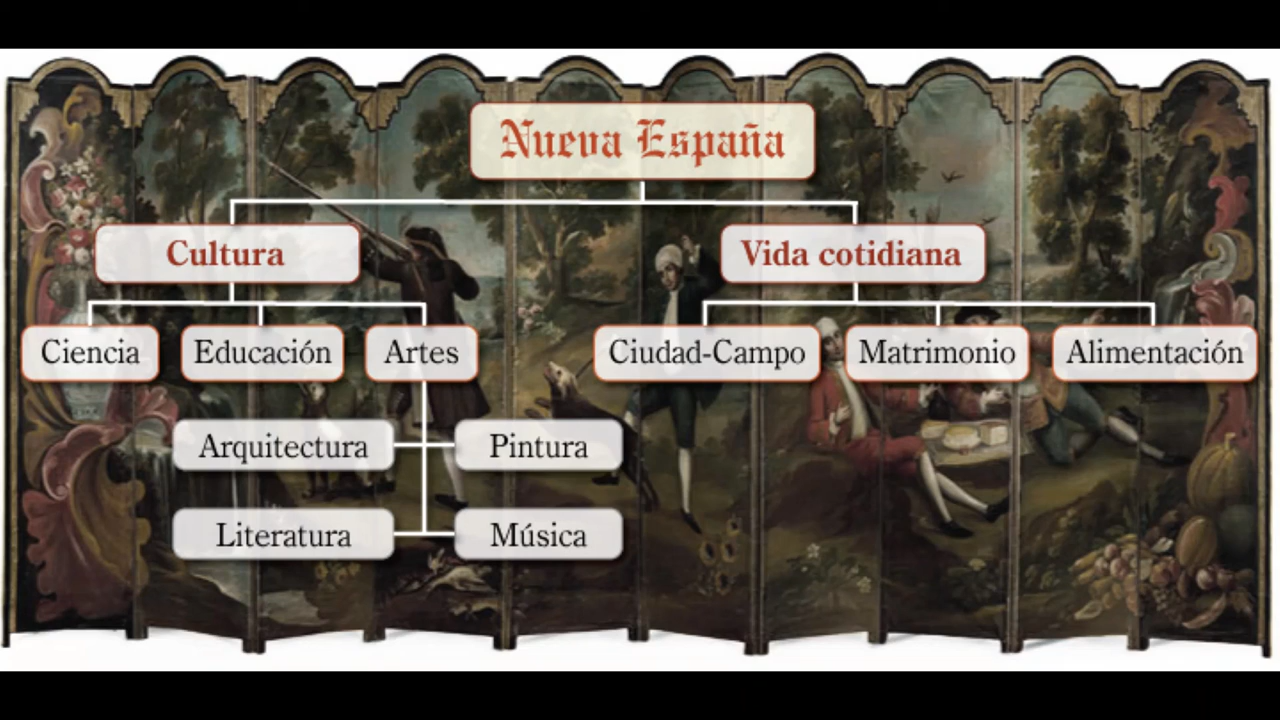 Nueva España
Cultura
Vida cotidiana
Ciencia
Educación
Artes
Ciudad-Campo
Matrimonio
Alimentación
Arquitectura
Pintura
Literatura
Música